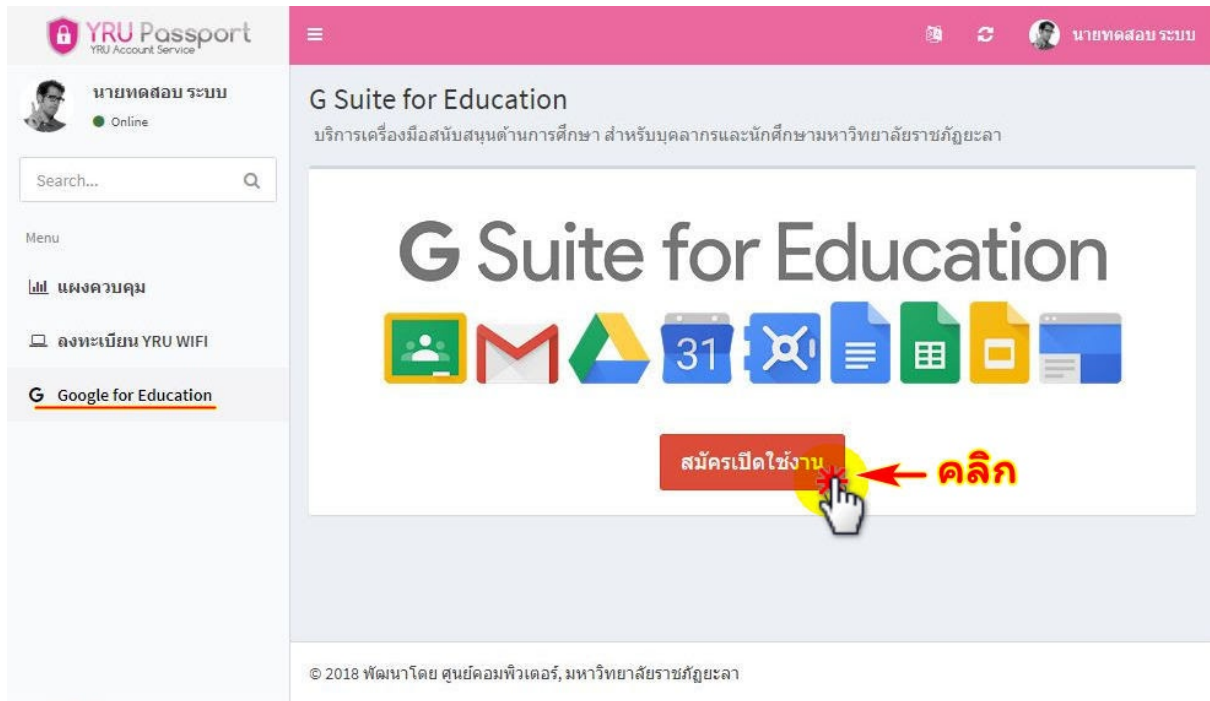 YRU Passport
YRU Account Service
นายทดสอบ ระบบ
นายทดสอบ ระบบ
Online
Search...
Menu
แผงควบคุม
ลงทะเบียน YRU WIFI
G Google for Education
G Suite for Education
บริการเครื่องมือสนับสนุนด้านการศึกษา สำหรับบุคลากรและนักศึกษามหาวิทยาลัยราชภัฏยะลา
G Suite for Education
31
สมัครเปิดใช้งาน
คลิก
© 2018 พัฒนาโดย ศูนย์คอมพิวเตอร์, มหาวิทยาลัยราชภัฏยะลา